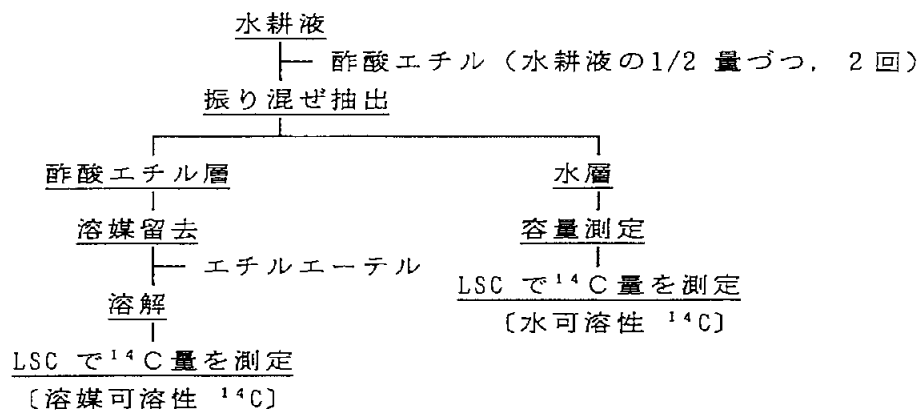 水耕液
酢酸エチル（水耕液の1/2 量づつ，2回）
振り混ぜ抽出
酢酸エチル層
水層
溶媒留去
容量測定
エチルエーテル
LSC で¹⁴C量を測定
溶解
〔水可溶性 ¹⁴C〕
LSC で¹⁴C量を測定
〔溶媒可溶性 ¹⁴C〕